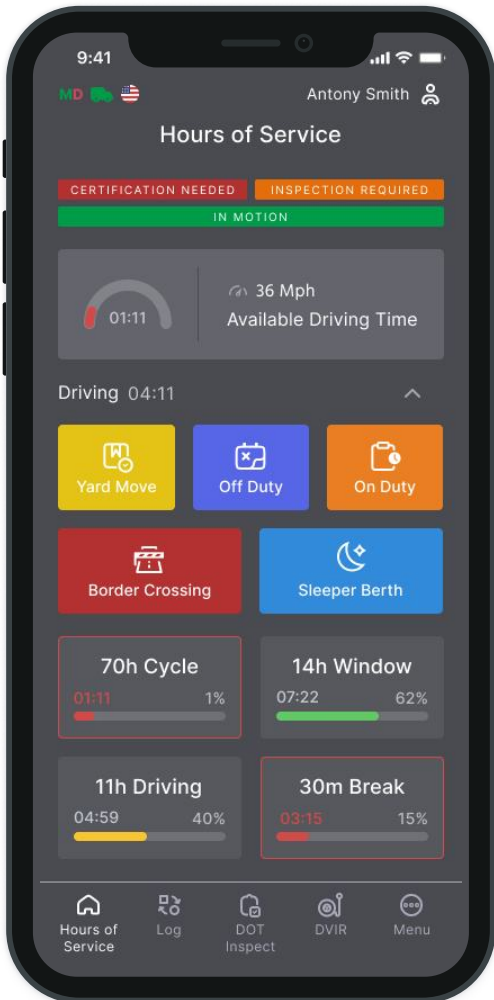 9:41
MD
Antony Smith
Hours of Service
CERTIFICATION NEEDED
INSPECTION REQUIRED
IN MOTION
01:11
36 Mph
Available Driving Time
Driving 04:11
Yard Move
Off Duty
On Duty
Border Crossing
Sleeper Berth
70h Cycle
01:11 1%
14h Window
07:22 62%
11h Driving
04:59 40%
30m Break
03:15 15%
Hours of
Service
Log
DOT
Inspect
DVIR
Menu